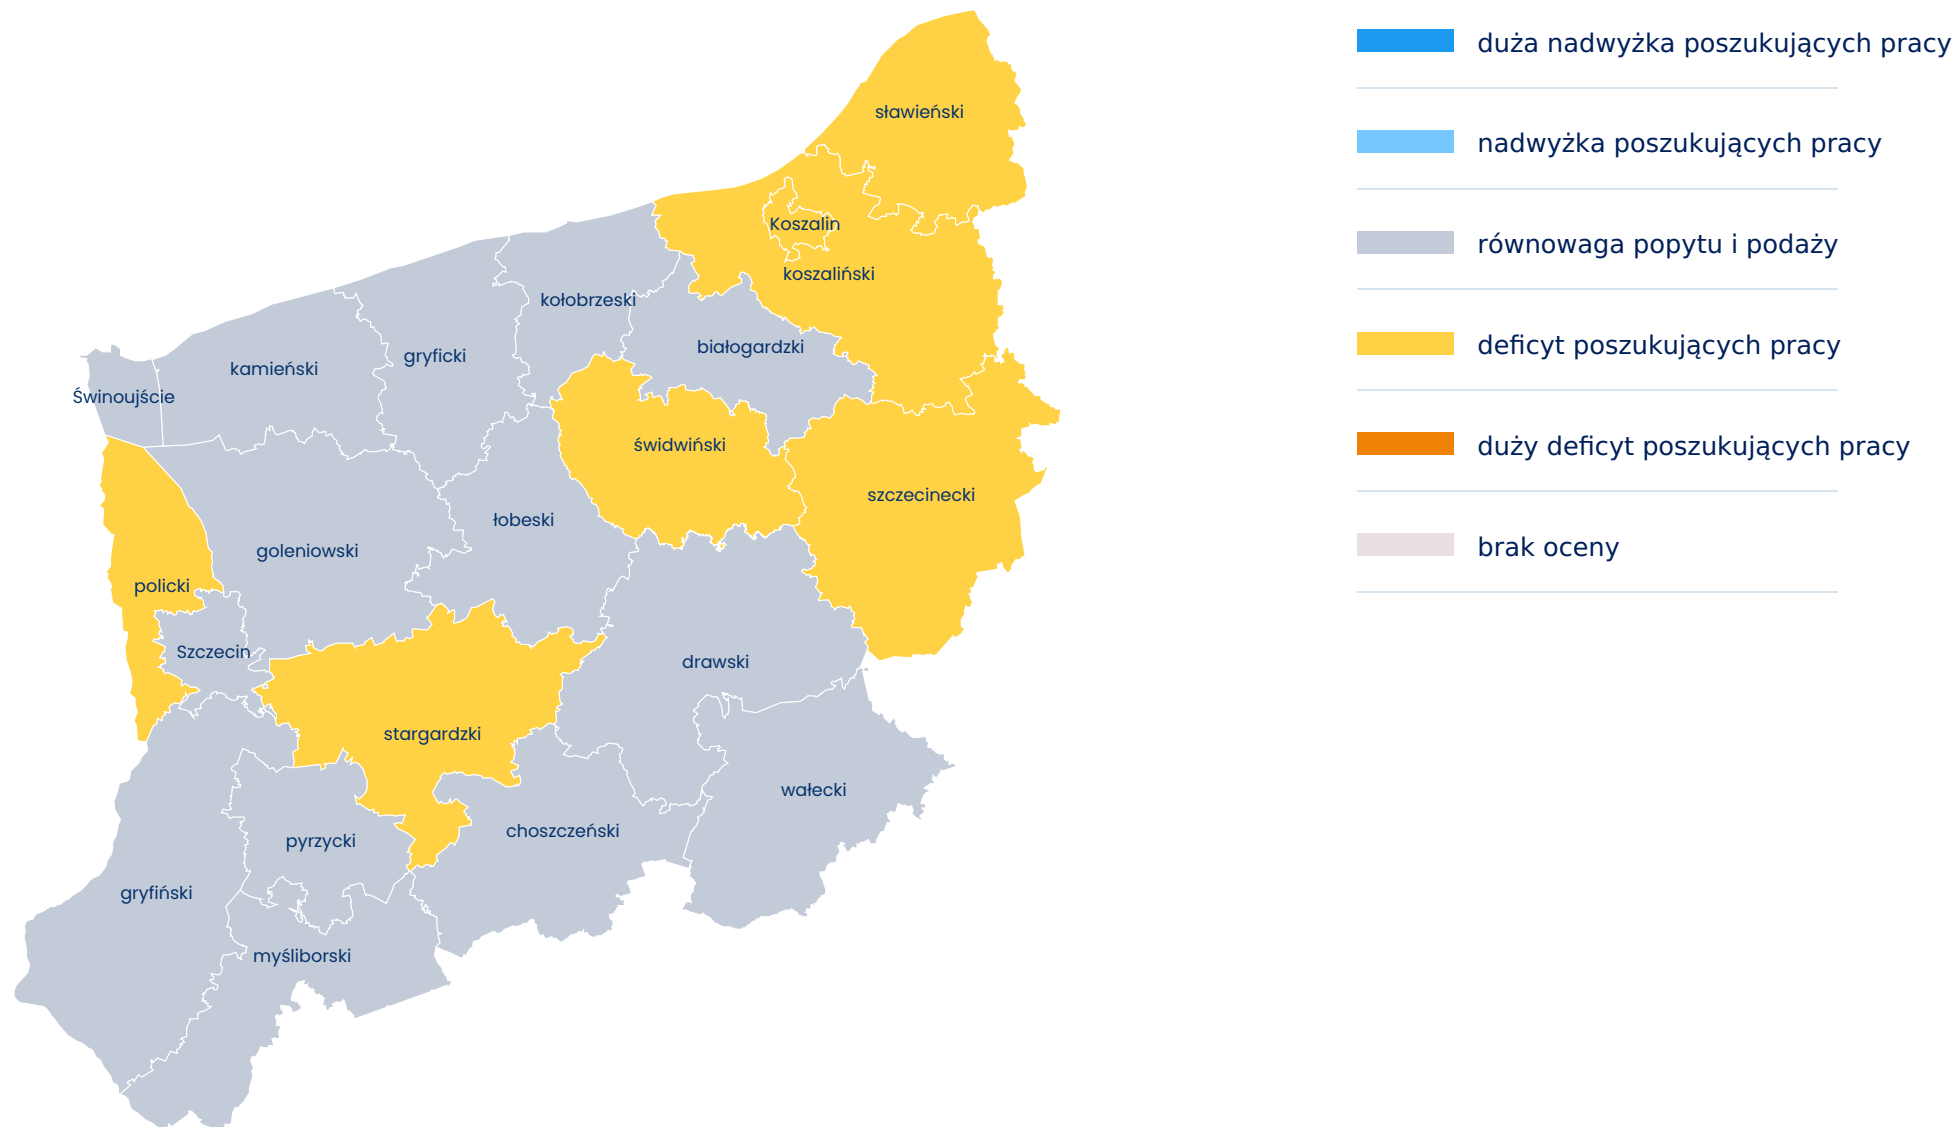 sławieński
Koszalin
koszaliński
kołobrzeski
białogardzki
gryficki
kamieński
Świnoujście
świdwiński
szczecinecki
łobeski
goleniowski
policki
Szczecin
drawski
stargardzki
wałecki
choszczeński
pyrzycki
gryfiński
myśliborski
duża nadwyżka poszukujących pracy
nadwyżka poszukujących pracy
równowaga popytu i podaży
deficyt poszukujących pracy
duży deficyt poszukujących pracy
brak oceny